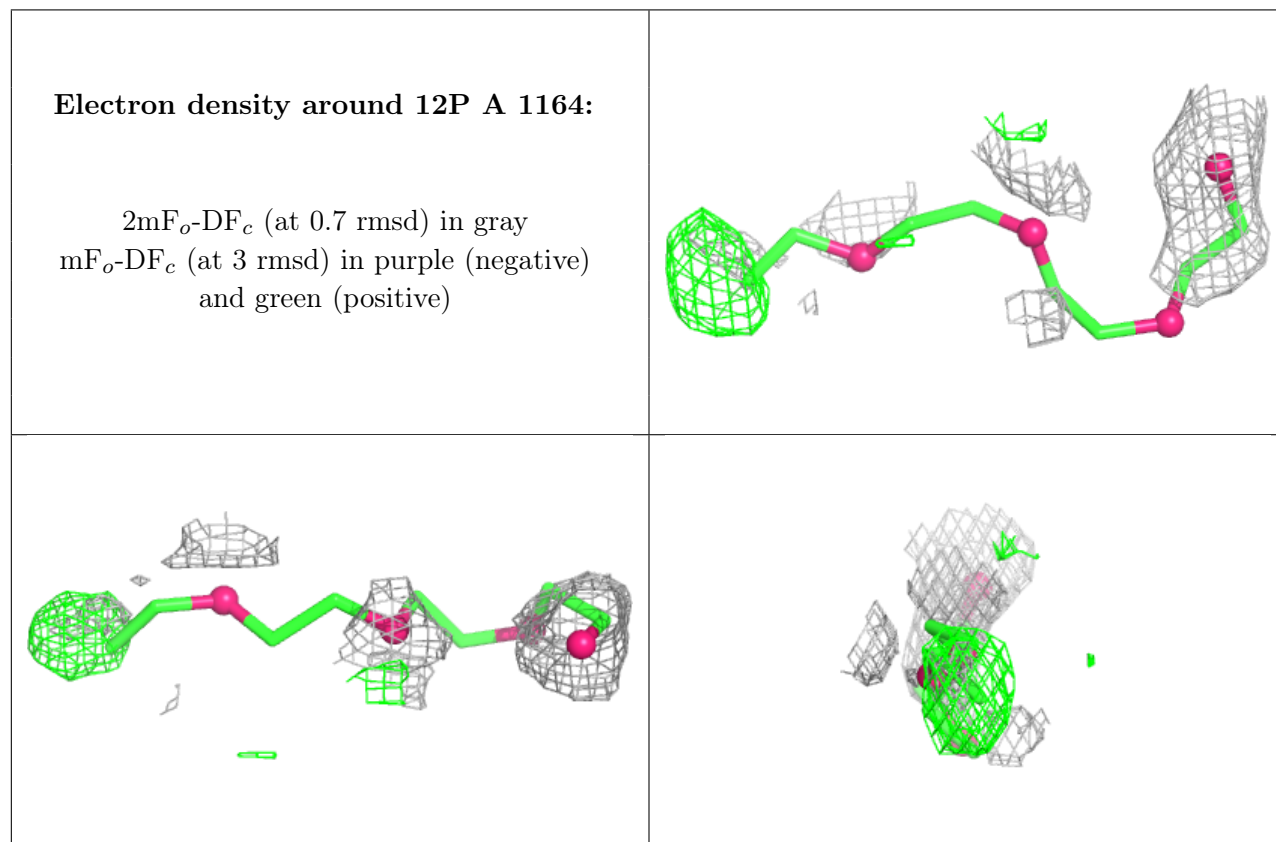 Electron density around 12P A 1164:
2mFo-DFc (at 0.7 rmsd) in gray
mFo-DFc (at 3 rmsd) in purple (negative)
and green (positive)